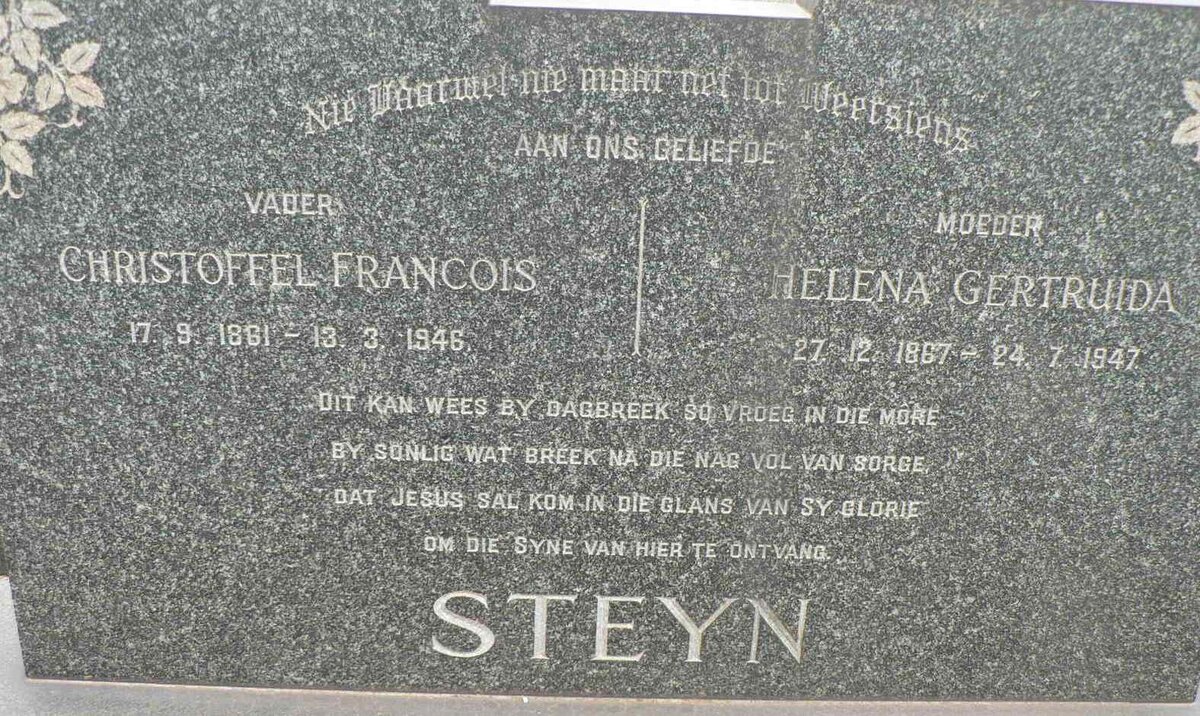 Nie Vaarwel nie maar net tot Weersiens
AAN ONS GELIEFDE
VADER
CHRISTOFFEL FRANCOIS
17. 9. 1861 – 13. 3. 1946
MOEDER
HELENA GERTRUIDA
27. 12. 1867 – 24. 7. 1947
DIT KAN WEES BY DAGBREEK SO VROEG IN DIE MÔRE
BY SONLIG WAT BREEK NA DIE NAG VOL VAN SORGE,
DAT JESUS SAL KOM IN DIE GLANS VAN SY GLORIE
OM DIE SYNE VAN HIER TE ONTVANG.
STEYN